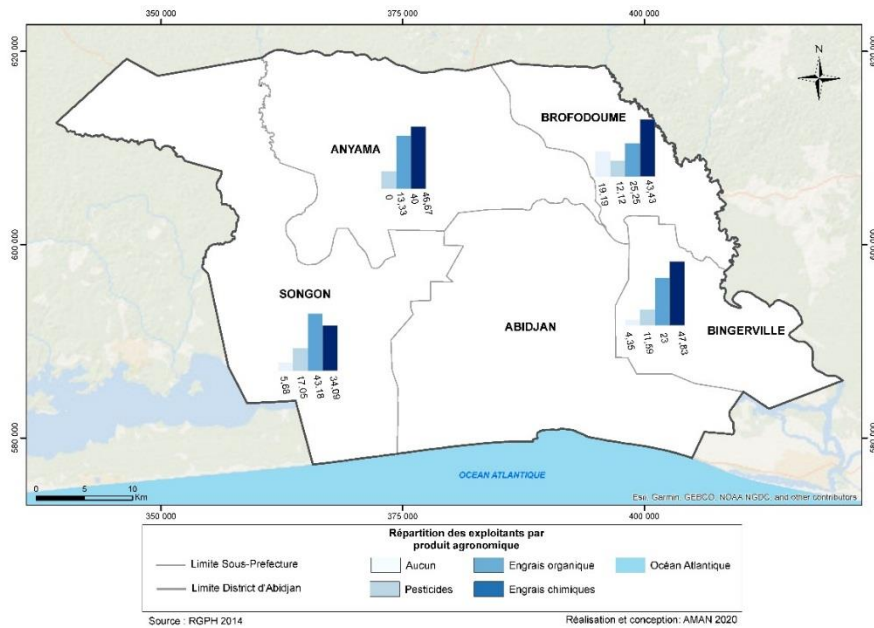 350 000
375 000
400 000
620 000
620 000
N
BROFODOUME
ANYAMA
19,19
12,12
25,25
43,43
0
13,33
40
46,67
600 000
600 000
SONGON
ABIDJAN
BINGERVILLE
4,35
11,59
23
47,83
5,68
17,05
43,18
34,09
580 000
580 000
OCEAN ATLANTIQUE
0 5 10
Km
Esri, Garmin, GEBCO, NOAA NGDC, and other contributors
350 000
375 000
400 000
Répartition des exploitants par
produit agronomique
Limite Sous-Prefecture
Aucun
Engrais organique
Océan Atlantique
Limite District d'Abidjan
Pesticides
Engrais chimiques
Source : RGPH 2014
Réalisation et conception: AMAN 2020